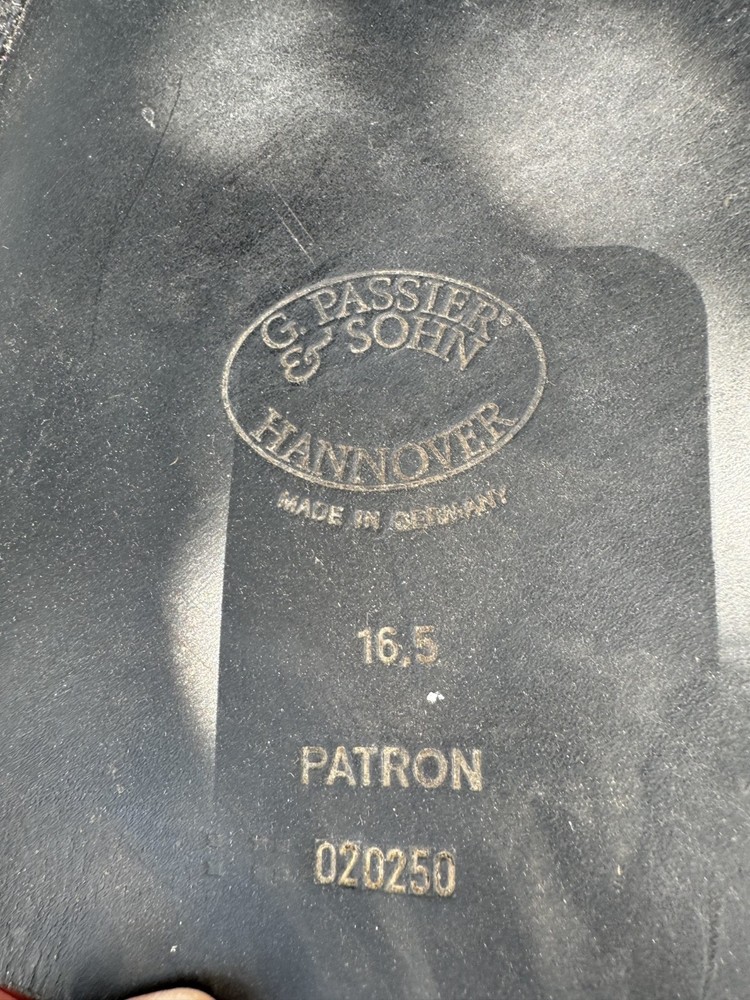 G. PASSIER®
& SOHN
HANNOVER
MADE IN GERMANY
16,5
PATRON
020250